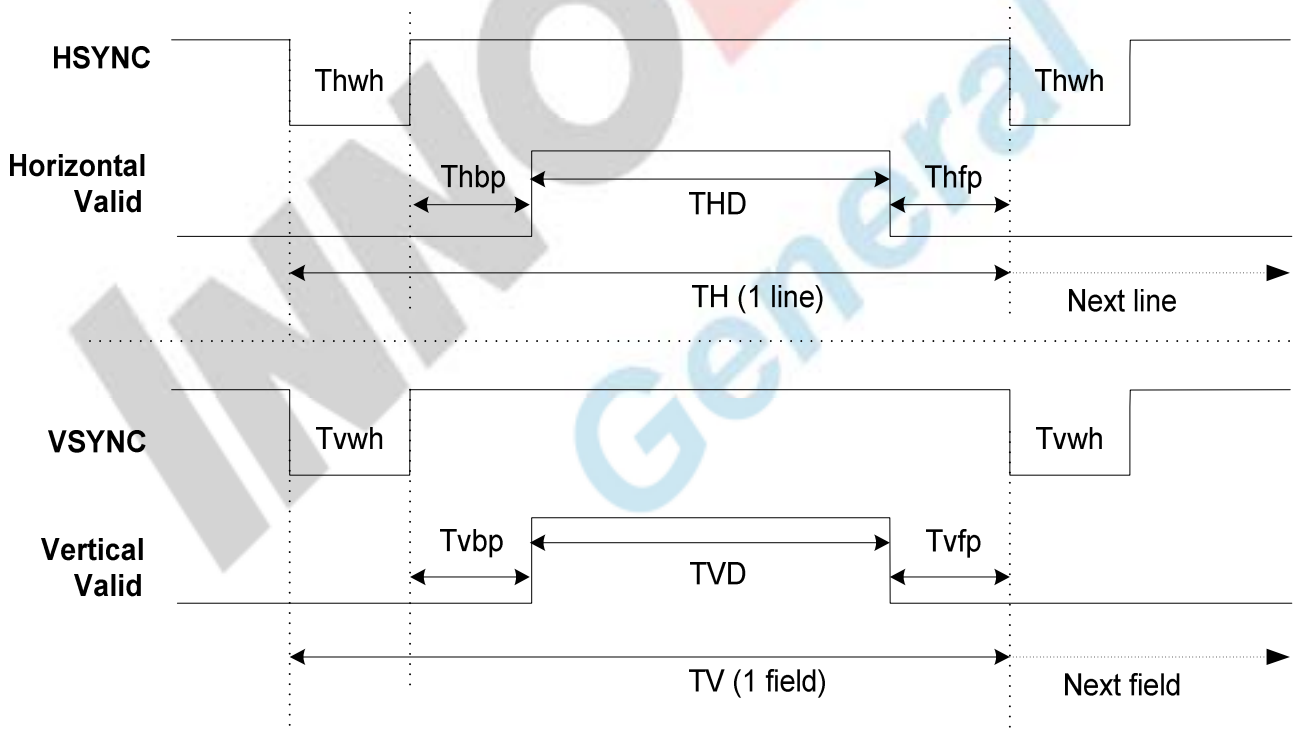 HSYNC
Thwh
Thwh
Horizontal
Valid
Thbp
THD
Thfp
TH (1 line)
Next line
VSYNC
Tvwh
Tvwh
Vertical
Valid
Tvbp
TVD
Tvfp
TV (1 field)
Next field
INNO
General